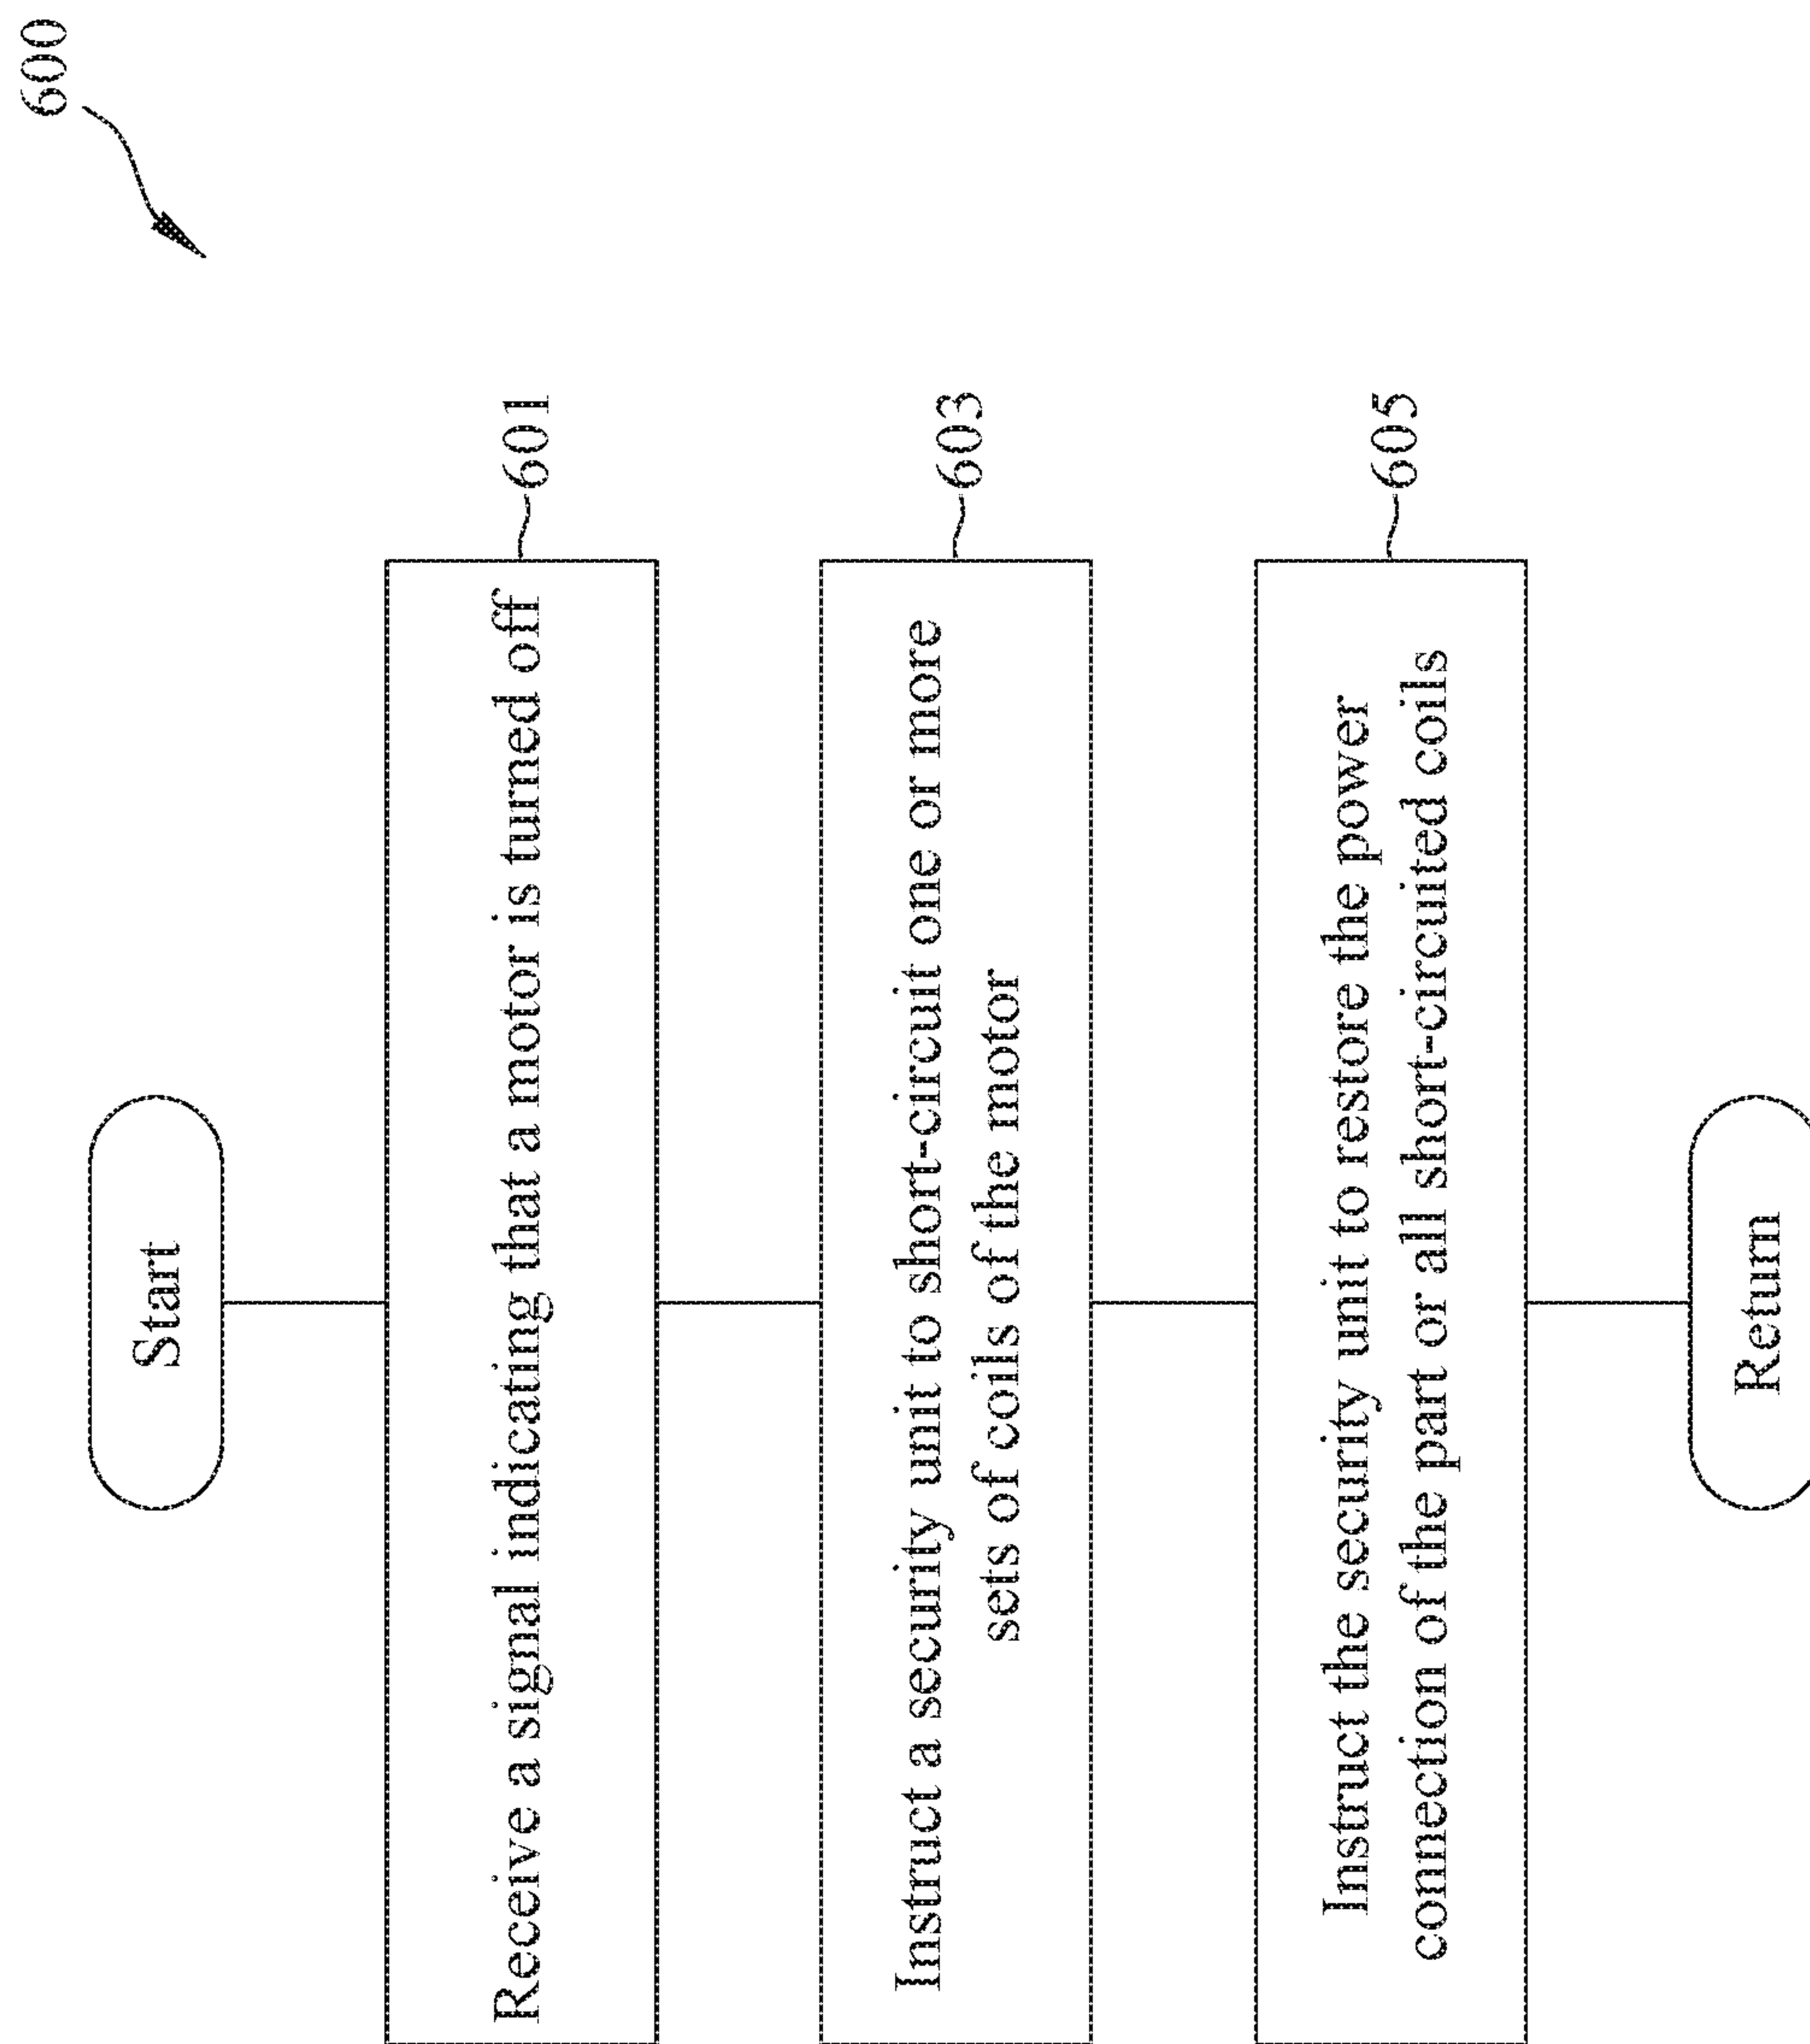 600
Start
Receive a signal indicating that a motor is turned off
601
Instruct a security unit to short-circuit one or more
sets of coils of the motor
603
Instruct the security unit to restore the power
connection of the part or all short-circuited coils
605
Return